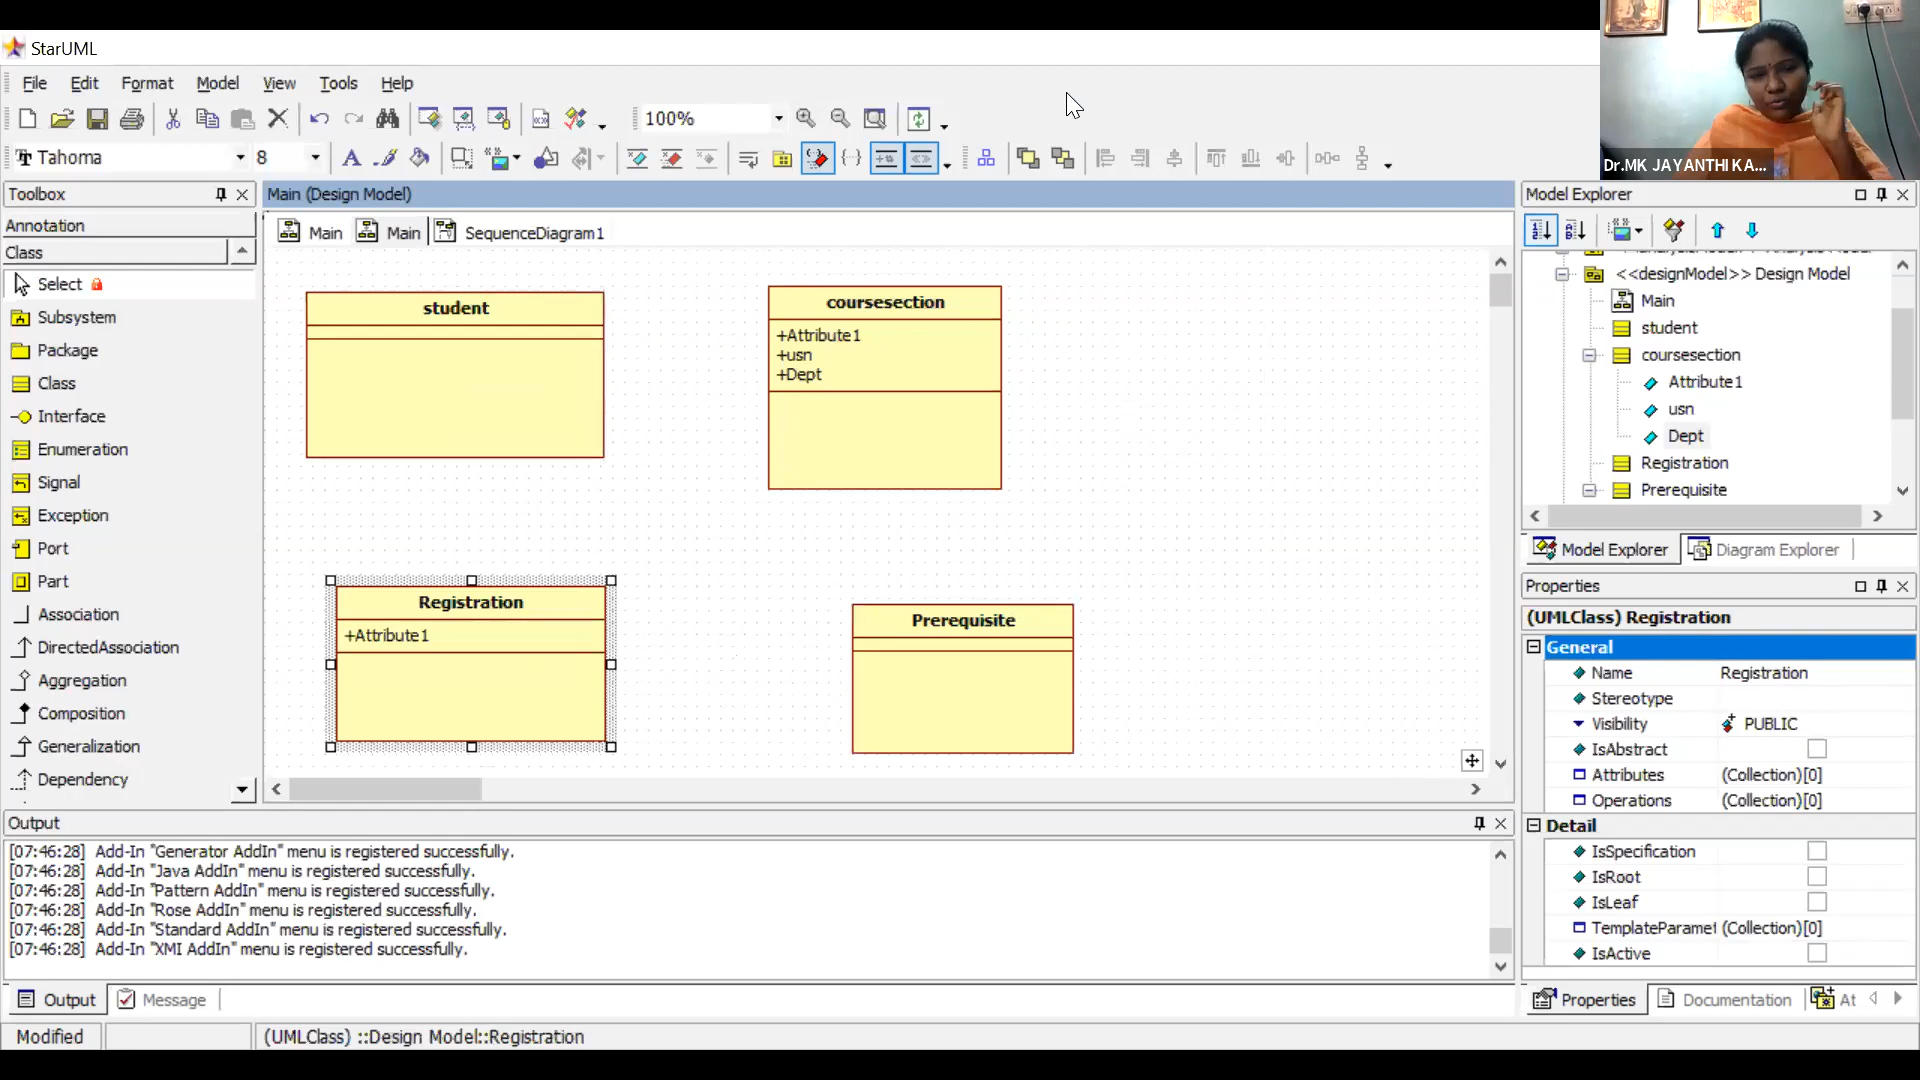 StarUML
File Edit Format Model View Tools Help
100%
Tahoma 8
Toolbox
Annotation
Class
Select
Subsystem
Package
Class
Interface
Enumeration
Signal
Exception
Port
Part
Association
DirectedAssociation
Aggregation
Composition
Generalization
Dependency
Main (Design Model)
Main Main SequenceDiagram1
student
coursesection
+Attribute1
+usn
+Dept
Registration
+Attribute1
Prerequisite
Output
[07:46:28] Add-In "Generator AddIn" menu is registered successfully.
[07:46:28] Add-In "Java AddIn" menu is registered successfully.
[07:46:28] Add-In "Pattern AddIn" menu is registered successfully.
[07:46:28] Add-In "Rose AddIn" menu is registered successfully.
[07:46:28] Add-In "Standard AddIn" menu is registered successfully.
[07:46:28] Add-In "XMI AddIn" menu is registered successfully.
Output Message
Modified (UMLClass) ::Design Model::Registration
Dr.MK JAYANTHI KA...
Model Explorer
<<designModel>> Design Model
Main
student
coursesection
Attribute1
usn
Dept
Registration
Prerequisite
Model Explorer Diagram Explorer
Properties
(UMLClass) Registration
General
Name Registration
Stereotype
Visibility PUBLIC
IsAbstract
Attributes (Collection)[0]
Operations (Collection)[0]
Detail
IsSpecification
IsRoot
IsLeaf
TemplateParamet (Collection)[0]
IsActive
Properties Documentation At